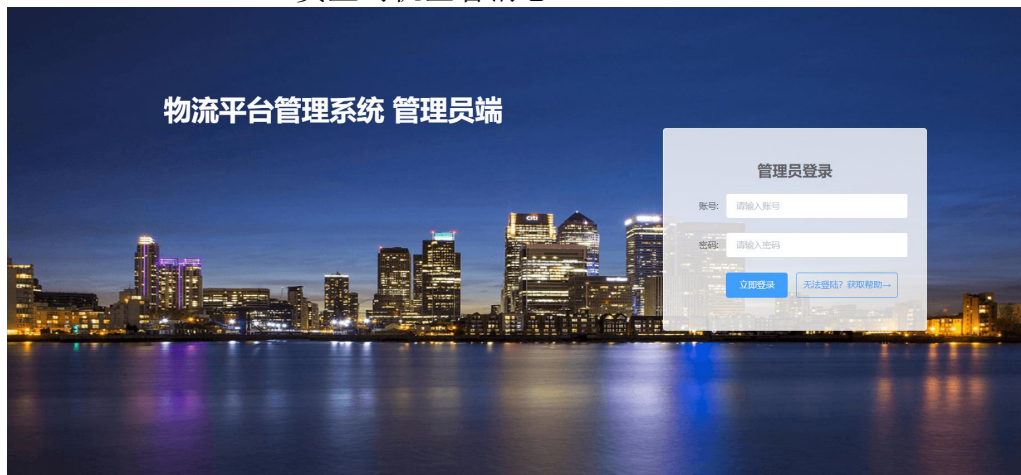 物流平台管理系统 管理员端
管理员登录
账号: 请输入账号
密码: 请输入密码
立即登录 无法登陆? 获取帮助→
citi